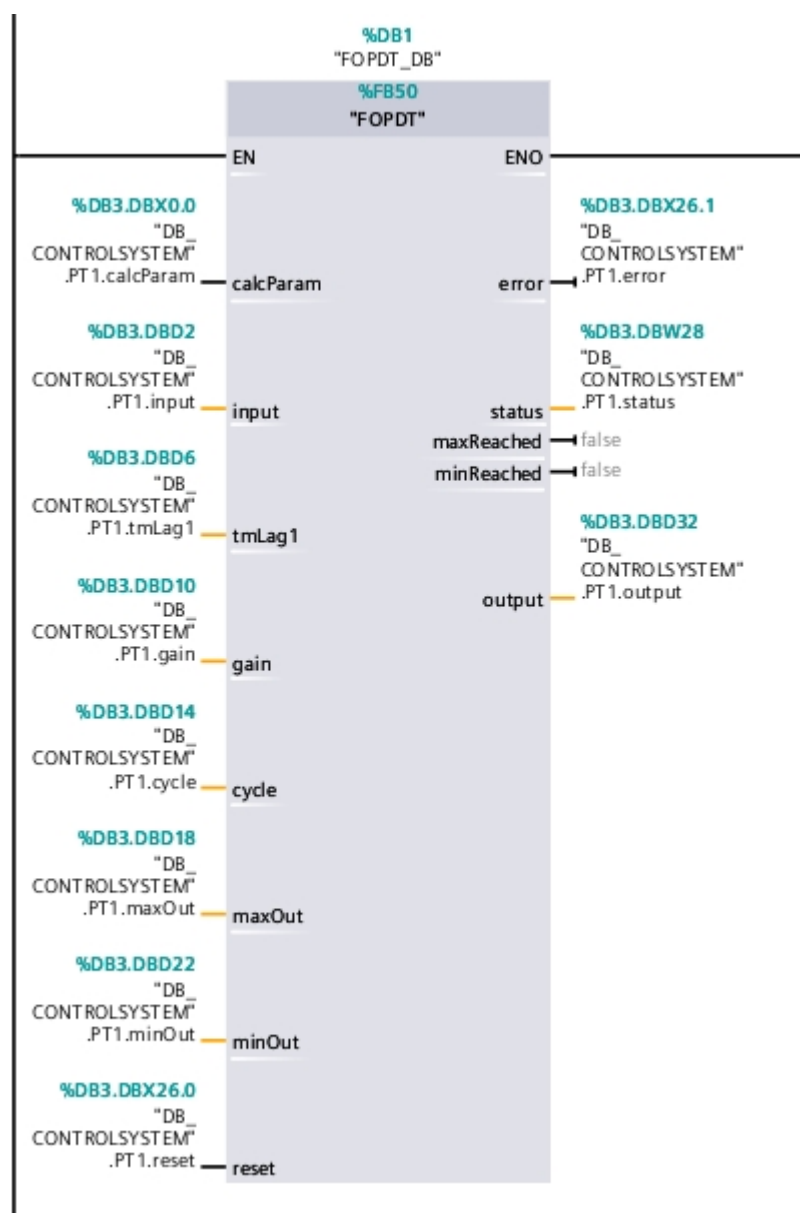 %DB1
"FOPDT_DB"
%FB50
"FOPDT"
EN
ENO
%DB3.DBX0.0
"DB_
CONTROLSYSTEM"
.PT1.calcParam
calcParam
%DB3.DBX26.1
"DB_
CONTROLSYSTEM"
.PT1.error
error
%DB3.DBD2
"DB_
CONTROLSYSTEM"
.PT1.input
input
%DB3.DBW28
"DB_
CONTROLSYSTEM"
.PT1.status
status
maxReached
false
minReached
false
%DB3.DBD6
"DB_
CONTROLSYSTEM"
.PT1.tmLag1
tmLag1
%DB3.DBD32
"DB_
CONTROLSYSTEM"
.PT1.output
output
%DB3.DBD10
"DB_
CONTROLSYSTEM"
.PT1.gain
gain
%DB3.DBD14
"DB_
CONTROLSYSTEM"
.PT1.cycle
cycle
%DB3.DBD18
"DB_
CONTROLSYSTEM"
.PT1.maxOut
maxOut
%DB3.DBD22
"DB_
CONTROLSYSTEM"
.PT1.minOut
minOut
%DB3.DBX26.0
"DB_
CONTROLSYSTEM"
.PT1.reset
reset